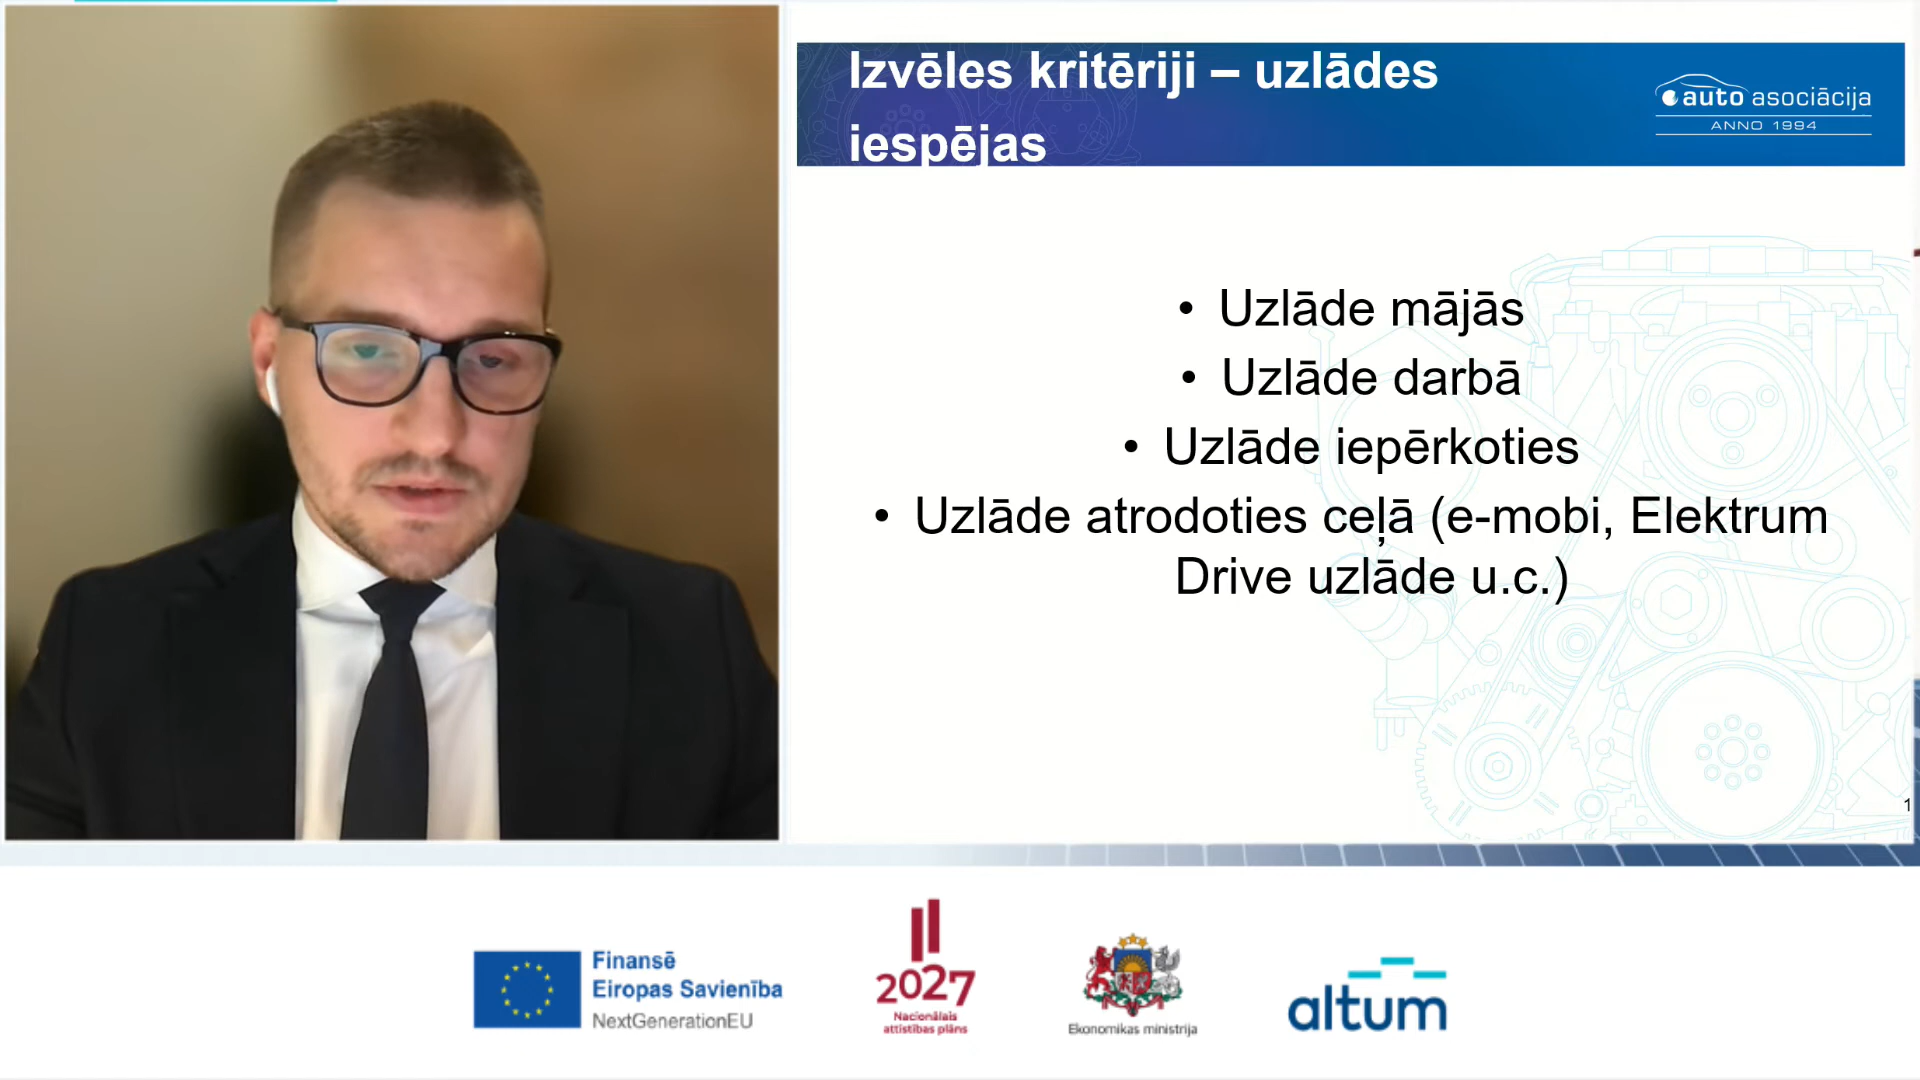 Izvēles kritēriji – uzlādes
iespējas
auto asociācija
ANNO 1994
• Uzlāde mājās
• Uzlāde darbā
• Uzlāde iepērkoties
• Uzlāde atrodoties ceļā (e-mobi, Elektrum
Drive uzlāde u.c.)
1
Finansē
Eiropas Savienība
NextGenerationEU
2027
Nacionālais
attīstības plāns
Ekonomikas ministrija
altum